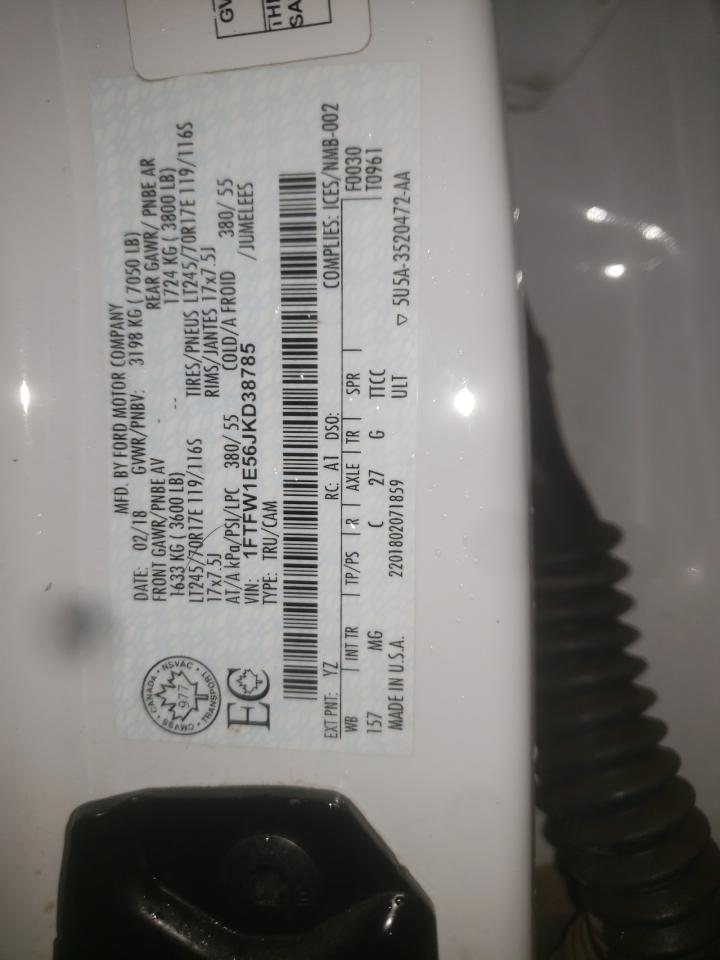 GV
THI
SA
MFD. BY FORD MOTOR COMPANY
DATE: 02/18 GVWR/PNBV: 3198 KG ( 7050 LB)
FRONT GAWR/PNBE AV REAR GAWR/ PNBE AR
1633 KG ( 3600 LB) 1724 KG ( 3800 LB)
LT245/70R17E 119/116S TIRES/PNEUS LT245/70R17E 119/116S
17x7.5J RIMS/JANTES 17x7.5J
AT/A kPa/PSI/LPC 380/ 55 COLD/A FROID 380/ 55
VIN: 1FTFW1E56JKD38785 /JUMELEES
TYPE: TRU/CAM
CANADA • NSVAC • TRANSPORT • CMVSS •
977
EC
EXT PNT: YZ RC: A1 DSO: COMPLIES: ICES/NMB-002
WB INT TR TP/PS R AXLE TR SPR F0030
157 MG C 27 G TTCC T0961
ULT
MADE IN U.S.A. 2201802071859 ▽ 5U5A-3520472-AA